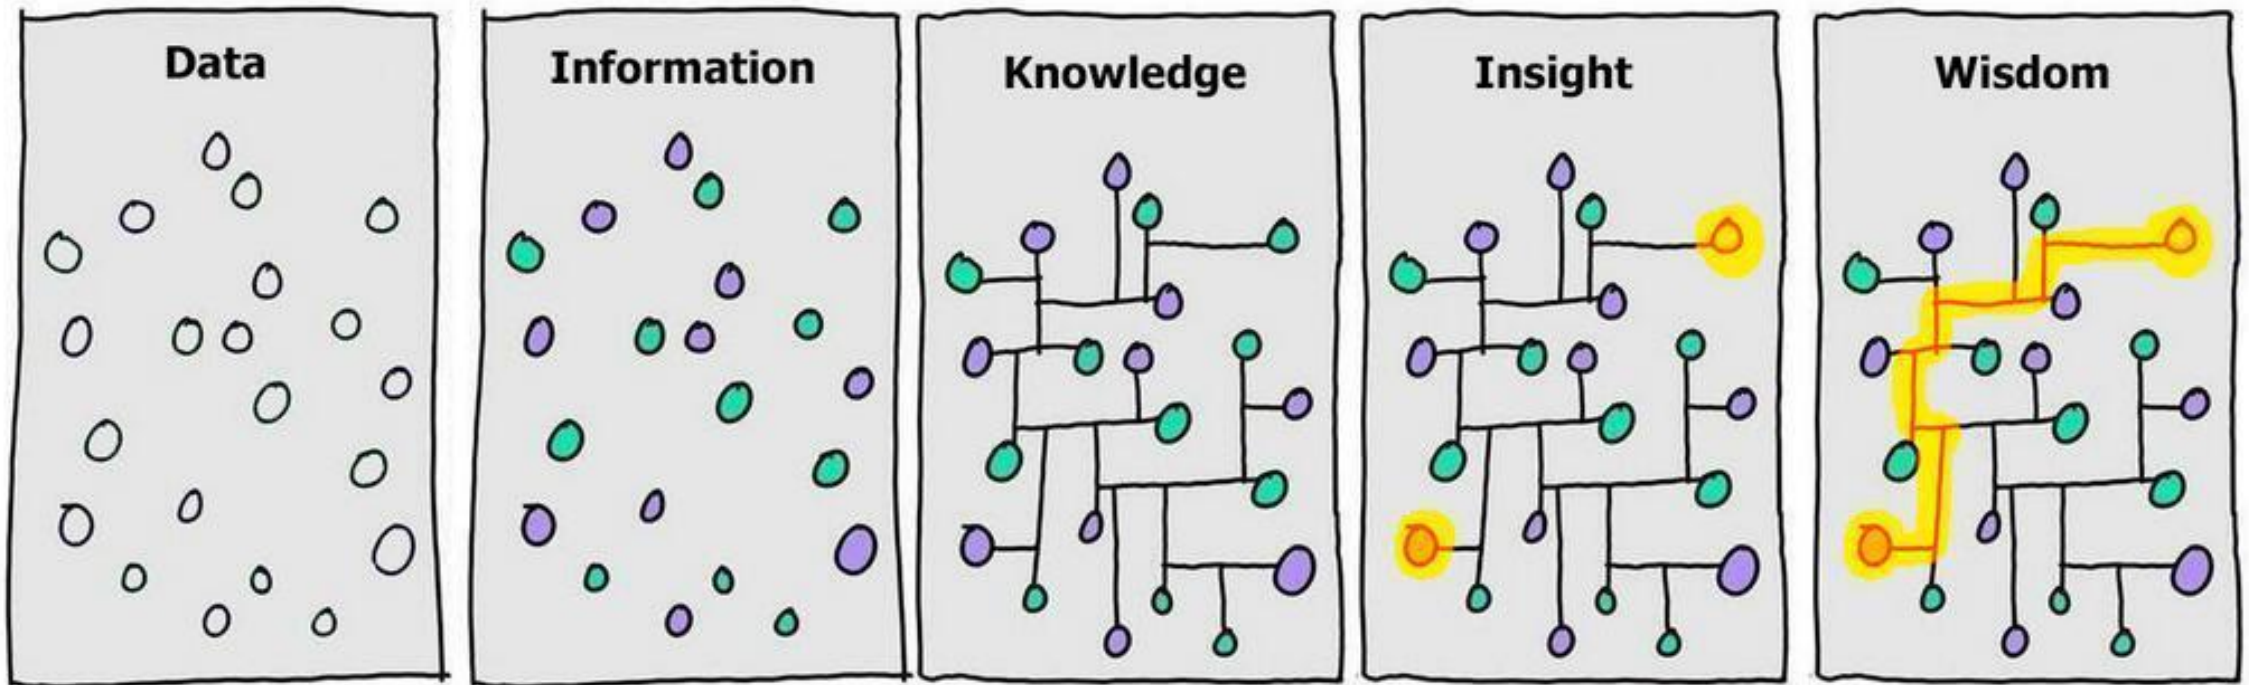 Data
Information
Knowledge
Insight
Wisdom